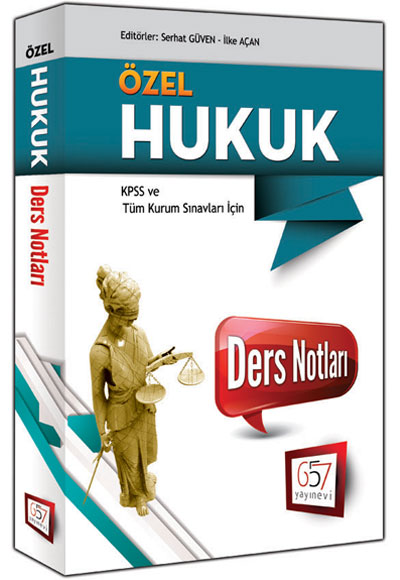 Editörler: Serhat GÜVEN - İlke AÇAN
ÖZEL
HUKUK
KPSS ve
Tüm Kurum Sınavları İçin
Ders Notları
657
yayınevi
ÖZEL
HUKUK
Ders Notları
657
yayınevi